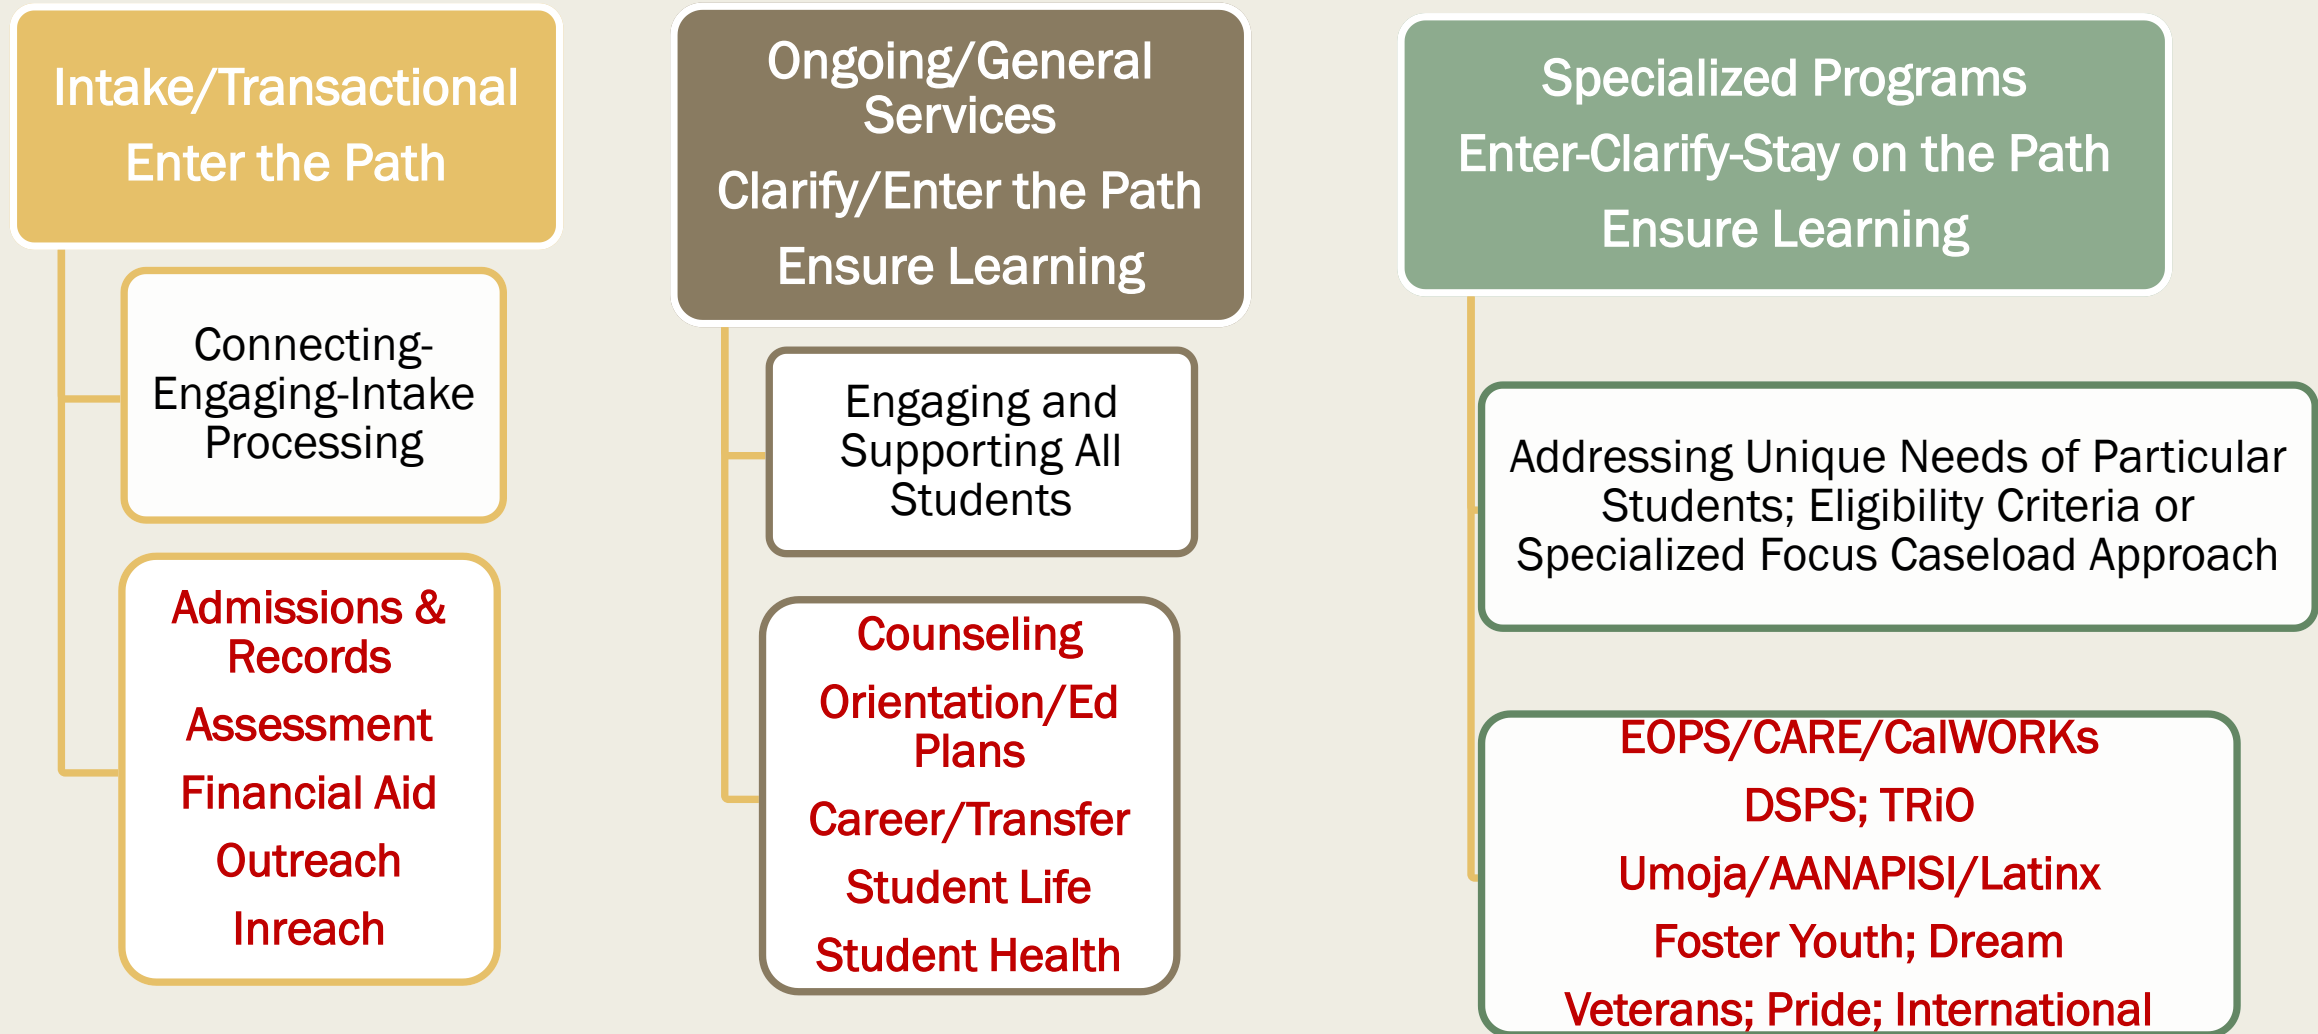 Intake/Transactional
Enter the Path
Connecting-
Engaging-Intake
Processing
Admissions &
Records
Assessment
Financial Aid
Outreach
Inreach
Ongoing/General
Services
Clarify/Enter the Path
Ensure Learning
Engaging and
Supporting All
Students
Counseling
Orientation/Ed
Plans
Career/Transfer
Student Life
Student Health
Specialized Programs
Enter-Clarify-Stay on the Path
Ensure Learning
Addressing Unique Needs of Particular
Students; Eligibility Criteria or
Specialized Focus Caseload Approach
EOPS/CARE/CalWORKs
DSPS; TRiO
Umoja/AANAPISI/Latinx
Foster Youth; Dream
Veterans; Pride; International